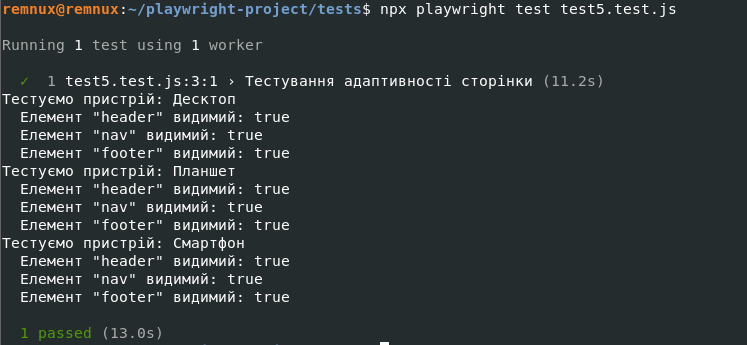 remnux@remnux:~/playwright-project/tests$ npx playwright test test5.test.js
Running 1 test using 1 worker
✓ 1 test5.test.js:3:1 › Тестування адаптивності сторінки (11.2s)
Тестуємо пристрій: Десктоп
Елемент "header" видимий: true
Елемент "nav" видимий: true
Елемент "footer" видимий: true
Тестуємо пристрій: Планшет
Елемент "header" видимий: true
Елемент "nav" видимий: true
Елемент "footer" видимий: true
Тестуємо пристрій: Смартфон
Елемент "header" видимий: true
Елемент "nav" видимий: true
Елемент "footer" видимий: true
1 passed (13.0s)